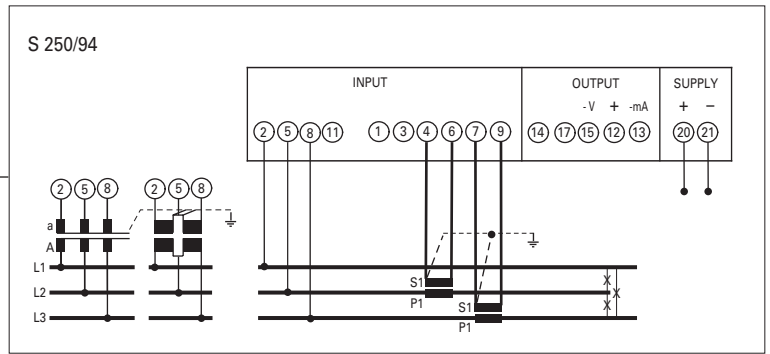 S 250/94
INPUT OUTPUT SUPPLY
- V + -mA + −
2 5 8 11 1 3 4 6 7 9 14 17 15 12 13 20 21
2 5 8 2 5 8
a
A
L1
S1
L2
P1
S1
L3
P1
X
X
X